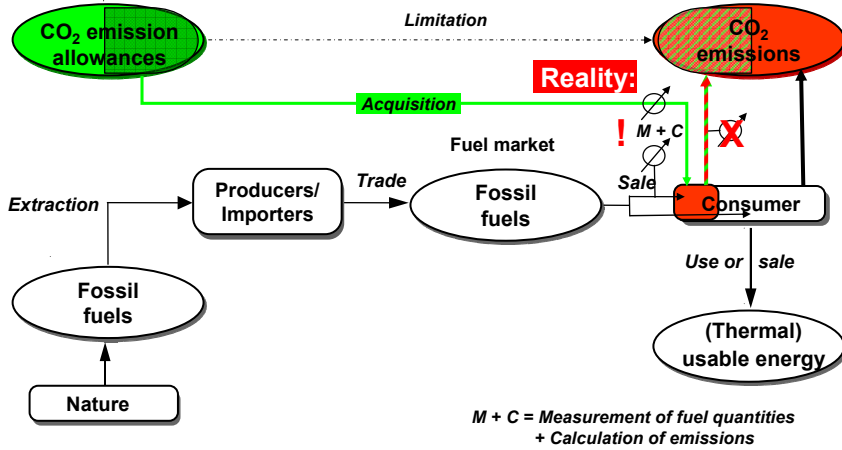 CO2 emission
allowances
Limitation
CO2
emissions
Reality:
Acquisition
! M + C
X
Fuel market
Extraction
Producers/
Importers
Trade
Fossil
fuels
Sale
Consumer
Use or sale
Fossil
fuels
(Thermal)
usable energy
Nature
M + C = Measurement of fuel quantities
+ Calculation of emissions